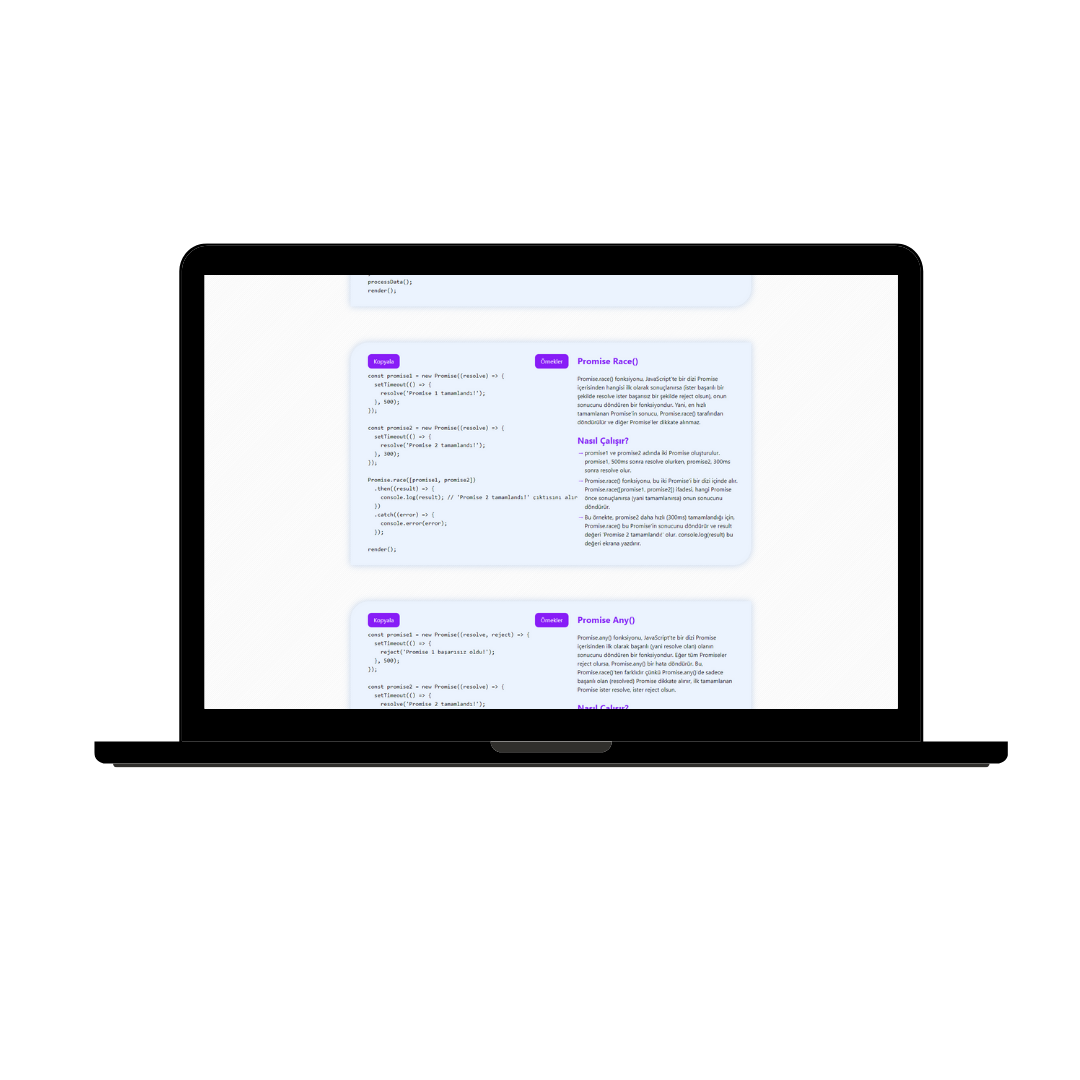 processData();
render();
Kopyala
Örnekler
const promise1 = new Promise((resolve) => {
  setTimeout(() => {
    resolve('Promise 1 tamamlandı!');
  }, 500);
});
const promise2 = new Promise((resolve) => {
  setTimeout(() => {
    resolve('Promise 2 tamamlandı!');
  }, 300);
});
Promise.race([promise1, promise2])
  .then((result) => {
    console.log(result); // 'Promise 2 tamamlandı!' çıktısını alır
  })
  .catch((error) => {
    console.error(error);
  });
render();
Promise Race()
Promise.race() fonksiyonu, JavaScript'te bir dizi Promise
içerisinden hangisi ilk olarak sonuçlanırsa (ister başarılı bir
şekilde resolve ister başarısız bir şekilde reject olsun), onun
sonucunu döndüren bir fonksiyondur. Yani, en hızlı
tamamlanan Promise'in sonucu, Promise.race() tarafından
döndürülür ve diğer Promise'ler dikkate alınmaz.
Nasıl Çalışır?
→ promise1 ve promise2 adında iki Promise oluşturulur.
promise1, 500ms sonra resolve olurken, promise2, 300ms
sonra resolve olur.
→ Promise.race() fonksiyonu, bu iki Promise'i bir dizi içinde alır.
Promise.race([promise1, promise2]) ifadesi, hangi Promise
önce sonuçlanırsa (yani tamamlanırsa) onun sonucunu
döndürür.
→ Bu örnekte, promise2 daha hızlı (300ms) tamamlandığı için,
Promise.race() bu Promise'in sonucunu döndürür ve result
değeri 'Promise 2 tamamlandı!' olur. console.log(result) bu
değeri ekrana yazdırır.
Kopyala
Örnekler
const promise1 = new Promise((resolve, reject) => {
  setTimeout(() => {
    reject('Promise 1 başarısız oldu!');
  }, 500);
});
const promise2 = new Promise((resolve) => {
  setTimeout(() => {
    resolve('Promise 2 tamamlandı!');
Promise Any()
Promise.any() fonksiyonu, JavaScript'te bir dizi Promise
içerisinden ilk olarak başarılı (yani resolve olan) olanın
sonucunu döndüren bir fonksiyondur. Eğer tüm Promiseler
reject olursa, Promise.any() bir hata döndürür. Bu,
Promise.race()'ten farklıdır çünkü Promise.any()'de sadece
başarılı olan (resolved) Promise dikkate alınır, ilk tamamlanan
Promise ister resolve, ister reject olsun.
Nasıl Çalışır?